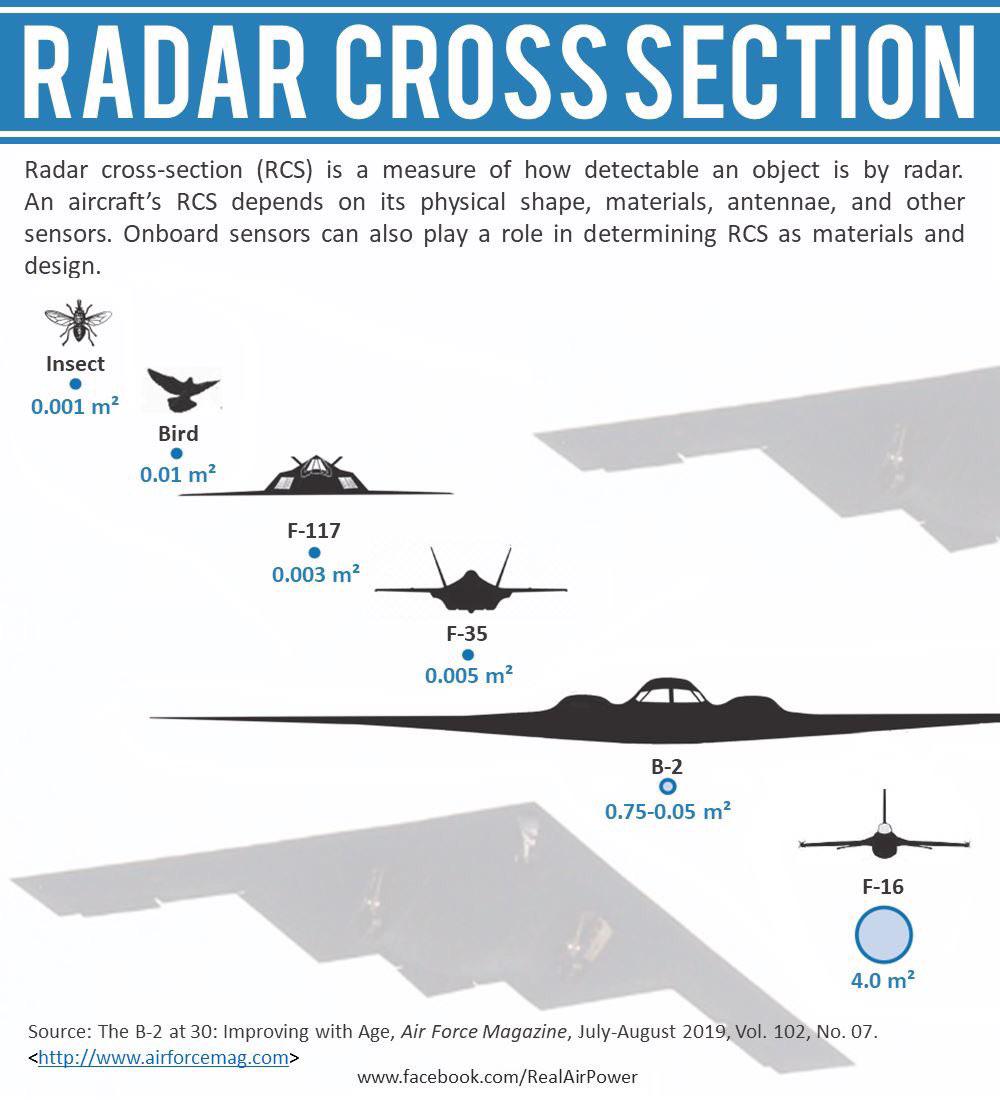 RADAR CROSS SECTION
Radar cross-section (RCS) is a measure of how detectable an object is by radar.
An aircraft’s RCS depends on its physical shape, materials, antennae, and other
sensors. Onboard sensors can also play a role in determining RCS as materials and
design.
Insect
0.001 m²
Bird
0.01 m²
F-117
0.003 m²
F-35
0.005 m²
B-2
0.75-0.05 m²
F-16
4.0 m²
Source: The B-2 at 30: Improving with Age, Air Force Magazine, July-August 2019, Vol. 102, No. 07.
<http://www.airforcemag.com>
www.facebook.com/RealAirPower